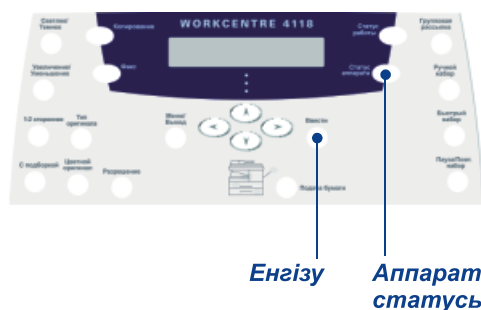 WORKCENTRE 4118
Светлее/
Темнее
Копирование
Статус
работы
Групповая
рассылка
Увеличение/
Уменьшение
Факс
Статус
аппарата
Ручной
набор
1/2 сторонние
Тип
оригинала
Меню/
Выход
Ввести
Быстрый
набор
С подборкой
Цветной
оригинал
Разрешение
Подача бумаги
Пауза/Повт.
набор
Енгізу
Аппарат
статусь